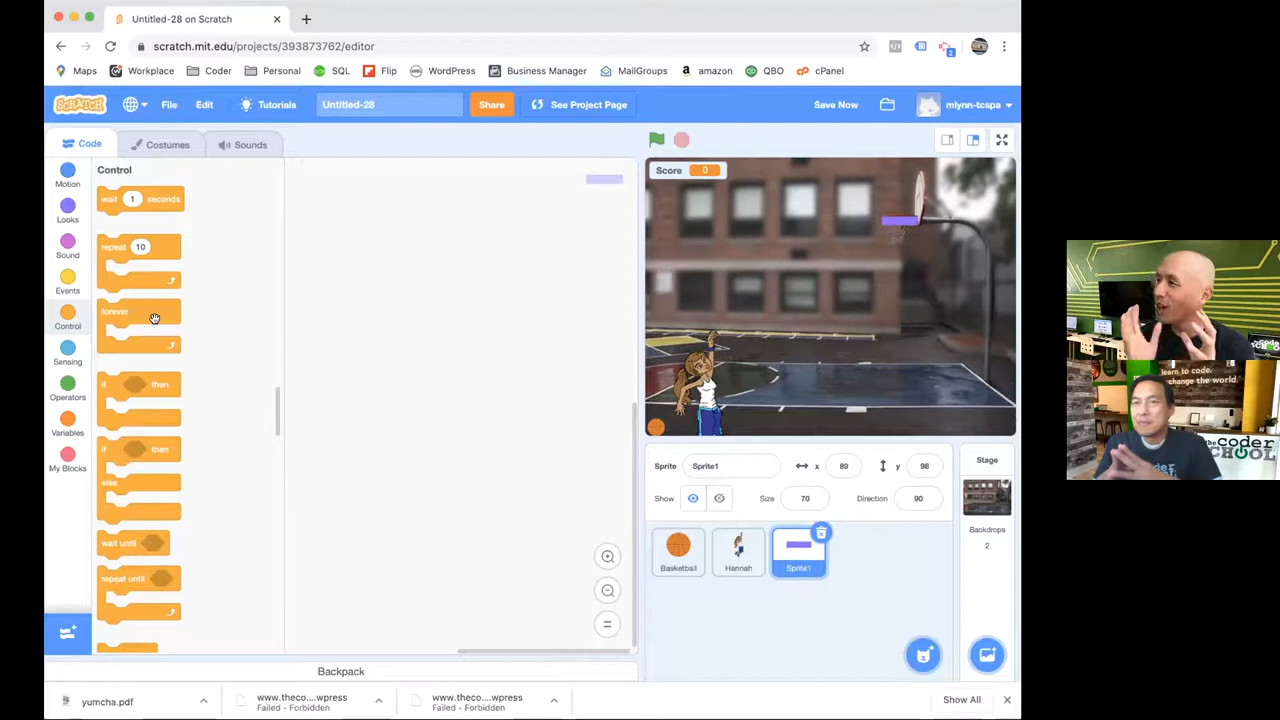 Untitled-28 on Scratch
scratch.mit.edu/projects/393873762/editor
2
Maps Workplace Coder Personal SQL Flip WordPress Business Manager MailGroups amazon QBO cPanel
SCRATCH File Edit Tutorials Untitled-28 Share See Project Page Save Now mlynn-tcspa
Code Costumes Sounds
Motion
Looks
Sound
Events
Control
Sensing
Operators
Variables
My Blocks
Control
wait 1 seconds
repeat 10
forever
if then
if then
else
wait until
repeat until
Score 0
Sprite Sprite1 x 89 y 98
Show Size 70 Direction 90
Basketball Hannah Sprite1
Stage
Backdrops
2
Backpack
yumcha.pdf
www.theco....wpress
Failed - Forbidden
www.theco....wpress
Failed - Forbidden
Show All
learn to code.
change the world.
the
coder